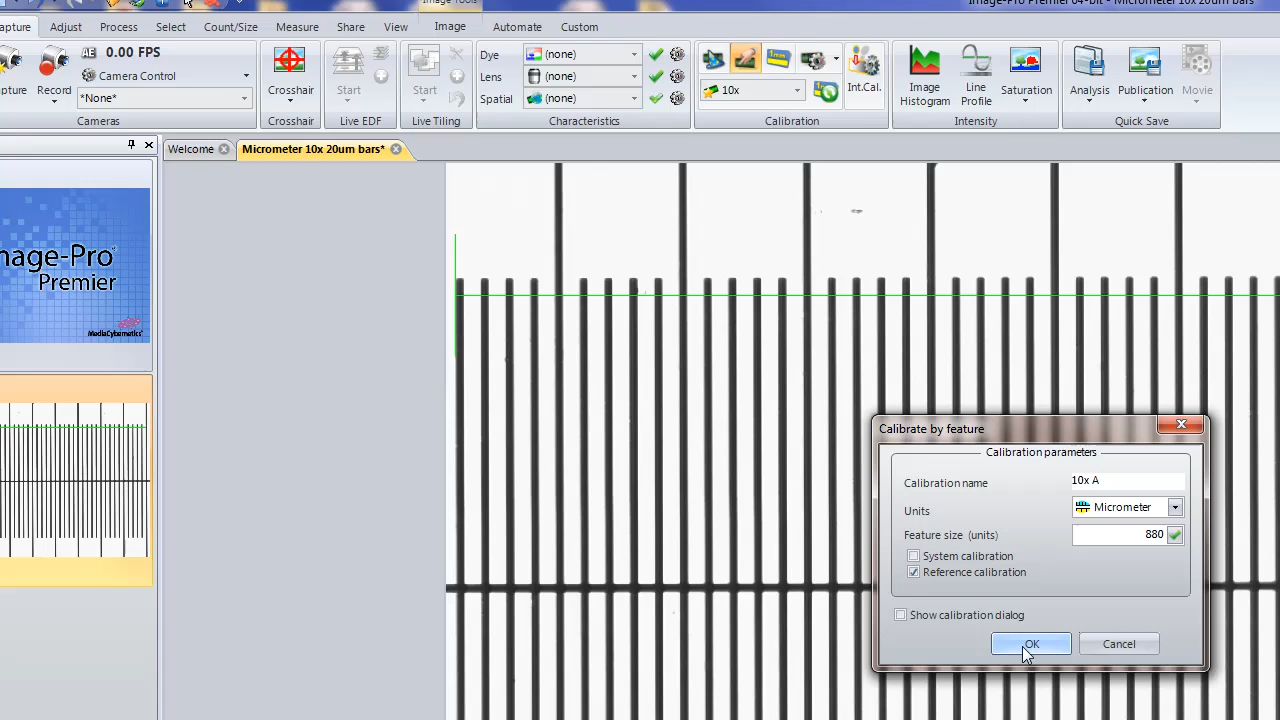 Image Tools
Image-Pro Premier 64-bit - Micrometer 10x 20um bars
apture Adjust Process Select Count/Size Measure Share View Image Automate Custom
AE 0.00 FPS
Camera Control
*None
apture Record
Cameras
Crosshair
Crosshair
Start
Live EDF
Start
Live Tiling
Dye (none)
Lens (none)
Spatial (none)
Characteristics
1mm
10x
Int.Cal.
Calibration
Image Histogram
Line Profile
Saturation
Intensity
Analysis Publication Movie
Quick Save
Welcome Micrometer 10x 20um bars*
mage-Pro
Premier
MediaCybernetics
Calibrate by feature
Calibration parameters
Calibration name 10x A
Units Micrometer
Feature size (units) 880
System calibration
Reference calibration
Show calibration dialog
OK Cancel